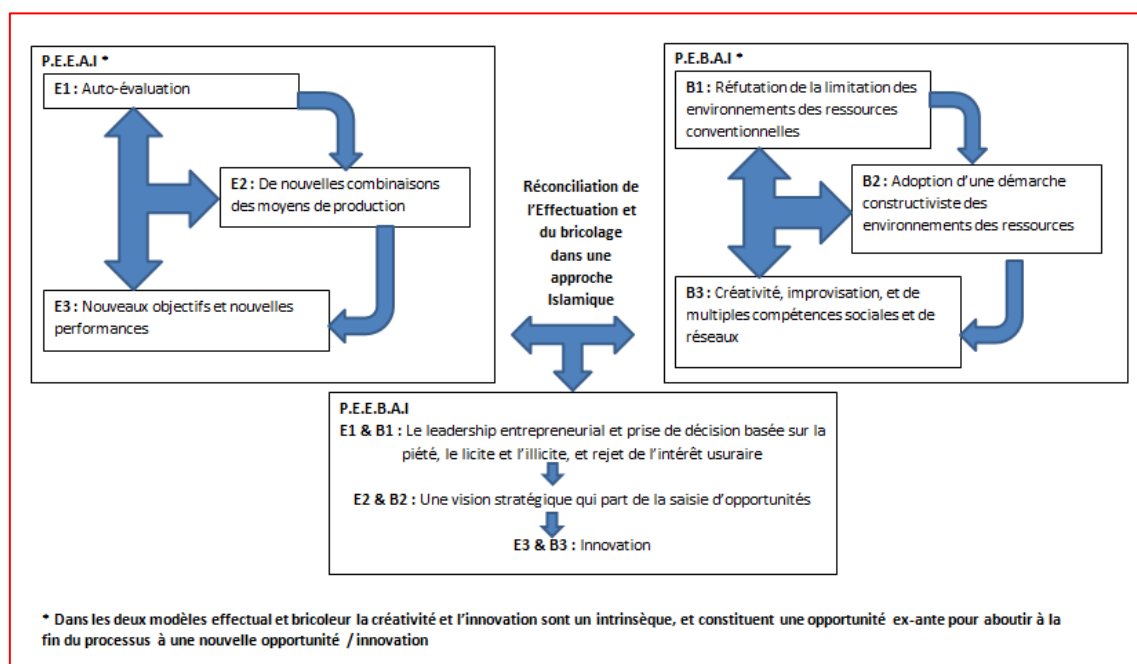 P.E.E.A.I *
E1 : Auto-évaluation
E2 : De nouvelles combinaisons
des moyens de production
E3 : Nouveaux objectifs et nouvelles
performances
Réconciliation de
l'Effectuation et
du bricolage
dans une
approche
Islamique
P.E.B.A.I *
B1 : Réfutation de la limitation des
environnements des ressources
conventionnelles
B2 : Adoption d'une démarche
constructiviste des
environnements des ressources
B3 : Créativité, improvisation, et de
multiples compétences sociales et de
réseaux
P.E.E.B.A.I
E1 & B1 : Le leadership entrepreneurial et prise de décision basée sur la
piété, le licite et l'illicite, et rejet de l'intérêt usuraire
E2 & B2 : Une vision stratégique qui part de la saisie d'opportunités
E3 & B3 : Innovation
* Dans les deux modèles effectual et bricoleur la créativité et l'innovation sont un intrinsèque, et constituent une opportunité ex-ante pour aboutir à la
fin du processus à une nouvelle opportunité / innovation